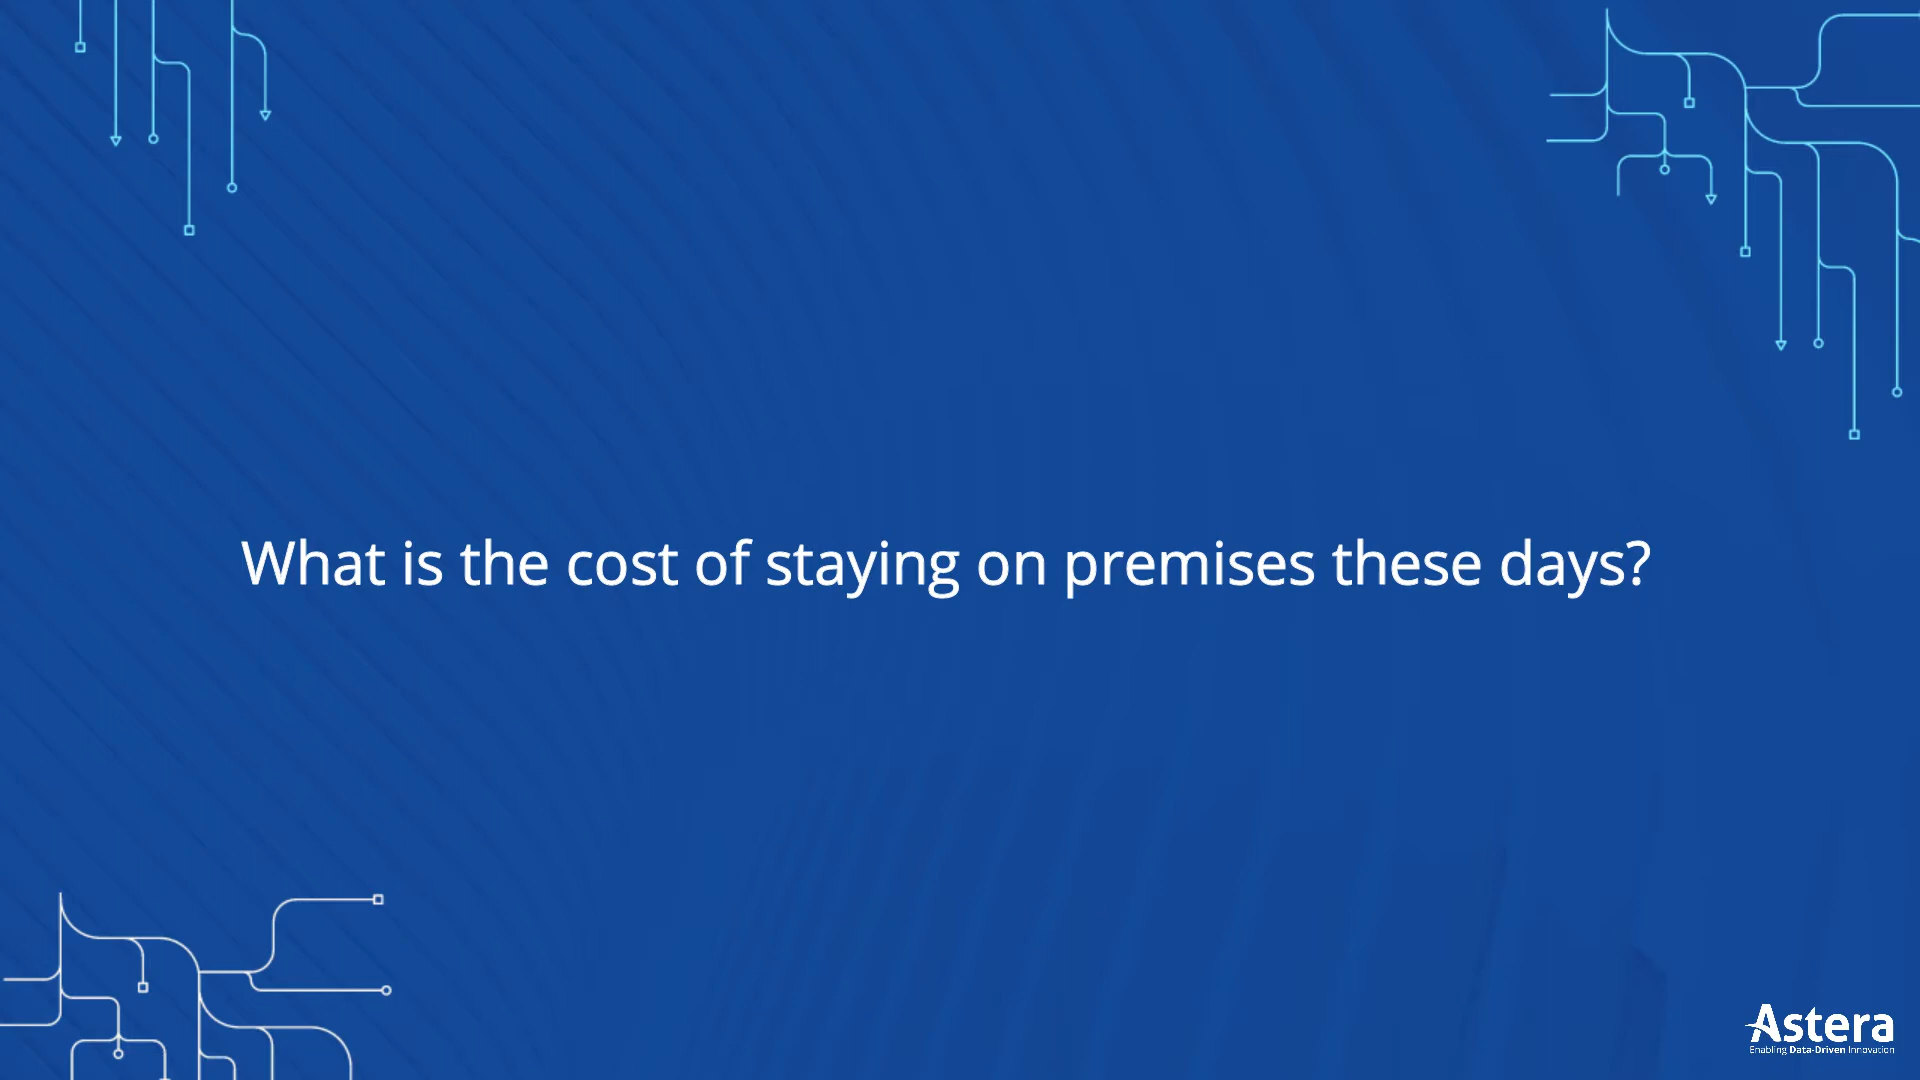 What is the cost of staying on premises these days?
Astera
Enabling Data-Driven Innovation